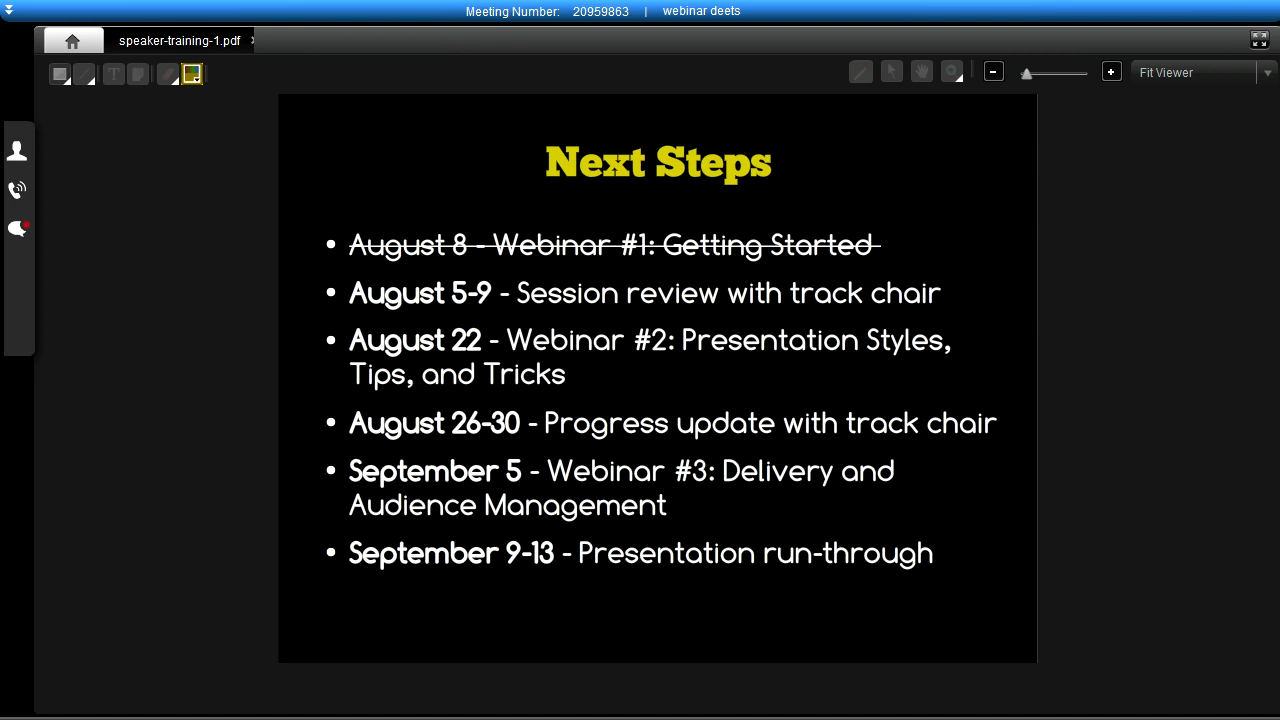 Meeting Number: 20959863 | webinar deets
speaker-training-1.pdf
T
Fit Viewer
Next Steps
• August 8 - Webinar #1: Getting Started
• August 5-9 - Session review with track chair
• August 22 - Webinar #2: Presentation Styles,
Tips, and Tricks
• August 26-30 - Progress update with track chair
• September 5 - Webinar #3: Delivery and
Audience Management
• September 9-13 - Presentation run-through